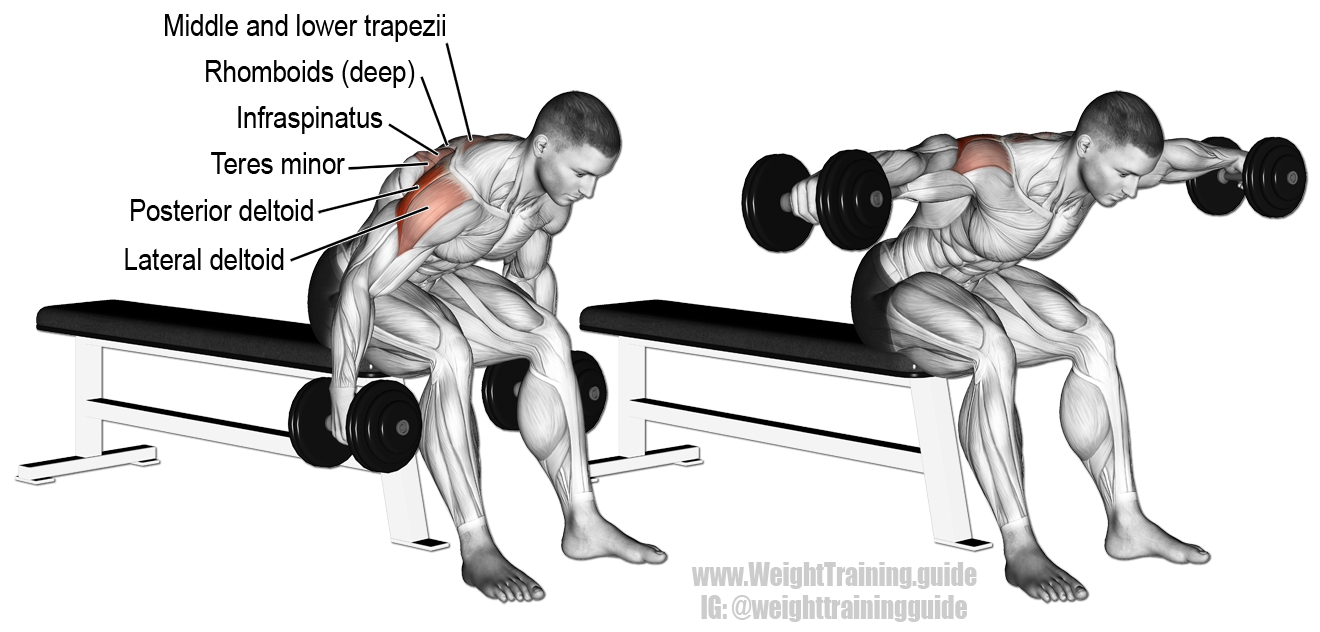 Middle and lower trapezii
Rhomboids (deep)
Infraspinatus
Teres minor
Posterior deltoid
Lateral deltoid
www.WeightTraining.guide
IG: @weighttrainingguide